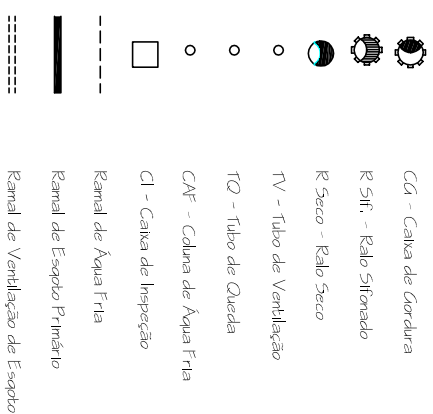 CG - Caixa de Gordura
R Sif. - Ralo Sifonado
R Seco - Ralo Seco
TV - Tubo de Ventilação
TQ - Tubo de Queda
CAF - Coluna de Água Fria
CI - Caixa de Inspeção
Ramal de Água Fria
Ramal de Esgoto Primário
Ramal de Ventilação de Esgoto